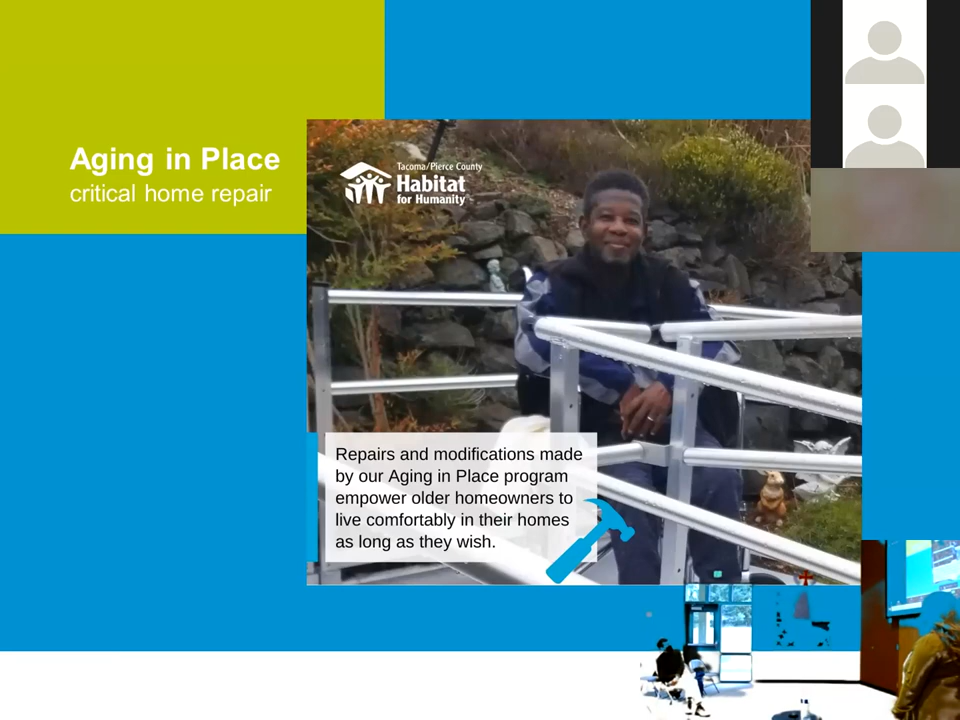 Aging in Place
critical home repair
Tacoma/Pierce County
Habitat
for Humanity
Repairs and modifications made
by our Aging in Place program
empower older homeowners to
live comfortably in their homes
as long as they wish.